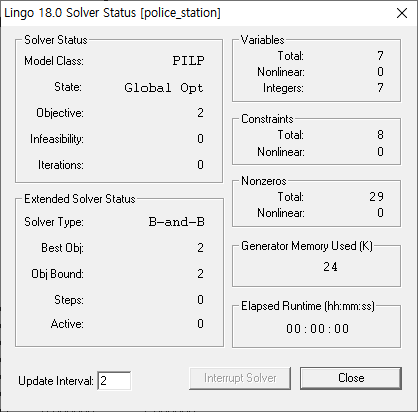 Lingo 18.0 Solver Status [police_station]
Solver Status
Model Class: PILP
State: Global Opt
Objective: 2
Infeasibility: 0
Iterations: 0
Extended Solver Status
Solver Type: B-and-B
Best Obj: 2
Obj Bound: 2
Steps: 0
Active: 0
Variables
Total: 7
Nonlinear: 0
Integers: 7
Constraints
Total: 8
Nonlinear: 0
Nonzeros
Total: 29
Nonlinear: 0
Generator Memory Used (K)
24
Elapsed Runtime (hh:mm:ss)
00:00:00
Update Interval: 2
Interrupt Solver
Close